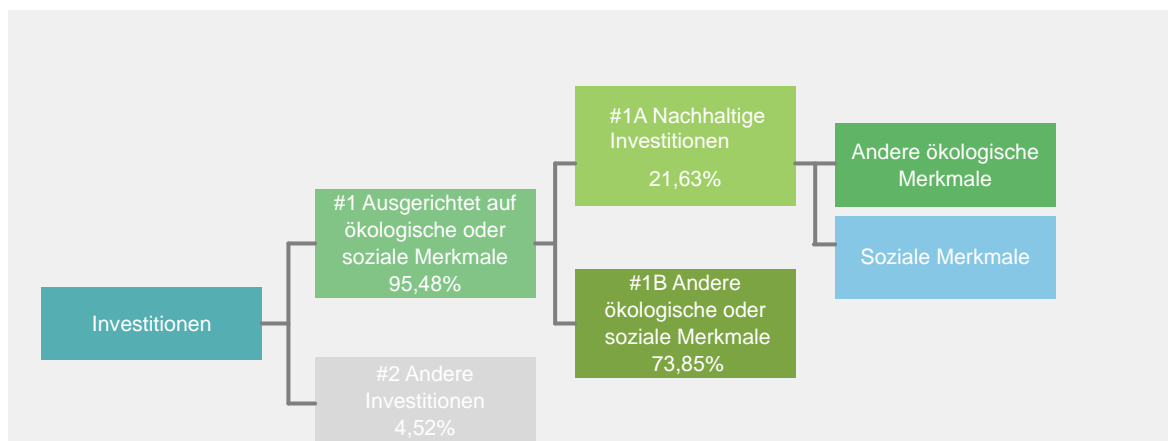 Investitionen
#1 Ausgerichtet auf
ökologische oder
soziale Merkmale
95,48%
#2 Andere
Investitionen
4,52%
#1A Nachhaltige
Investitionen
21,63%
#1B Andere
ökologische oder
soziale Merkmale
73,85%
Andere ökologische
Merkmale
Soziale Merkmale